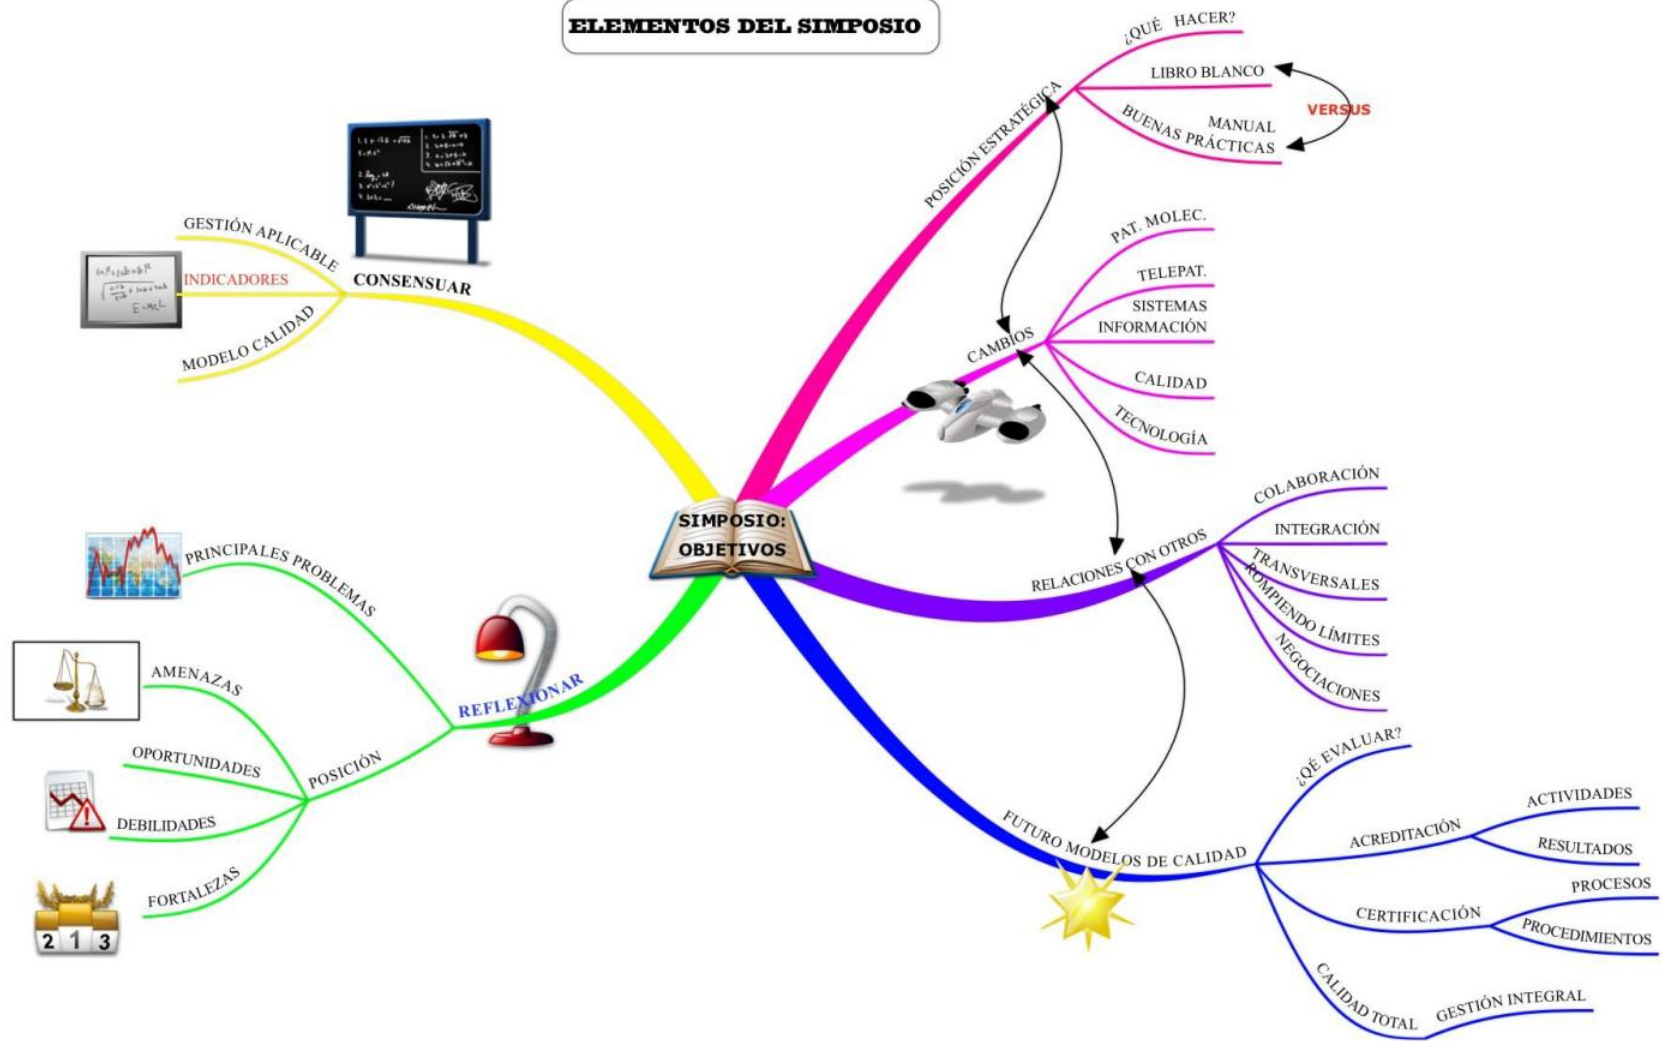 ELEMENTOS DEL SIMPOSIO
SIMPOSIO:
OBJETIVOS
POSICIÓN ESTRATÉGICA
¿QUÉ HACER?
LIBRO BLANCO
VERSUS
MANUAL
BUENAS PRÁCTICAS
CAMBIOS
PAT. MOLEC.
TELEPAT.
SISTEMAS
INFORMACIÓN
CALIDAD
TECNOLOGÍA
RELACIONES CON OTROS
COLABORACIÓN
INTEGRACIÓN
TRANSVERSALES
ROMPIENDO LÍMITES
NEGOCIACIONES
FUTURO MODELOS DE CALIDAD
¿QÉ EVALUAR?
ACREDITACIÓN
ACTIVIDADES
RESULTADOS
CERTIFICACIÓN
PROCESOS
PROCEDIMIENTOS
CALIDAD TOTAL
GESTIÓN INTEGRAL
CONSENSUAR
GESTIÓN APLICABLE
INDICADORES
MODELO CALIDAD
REFLEXIONAR
PRINCIPALES PROBLEMAS
POSICIÓN
AMENAZAS
OPORTUNIDADES
DEBILIDADES
FORTALEZAS
2 1 3